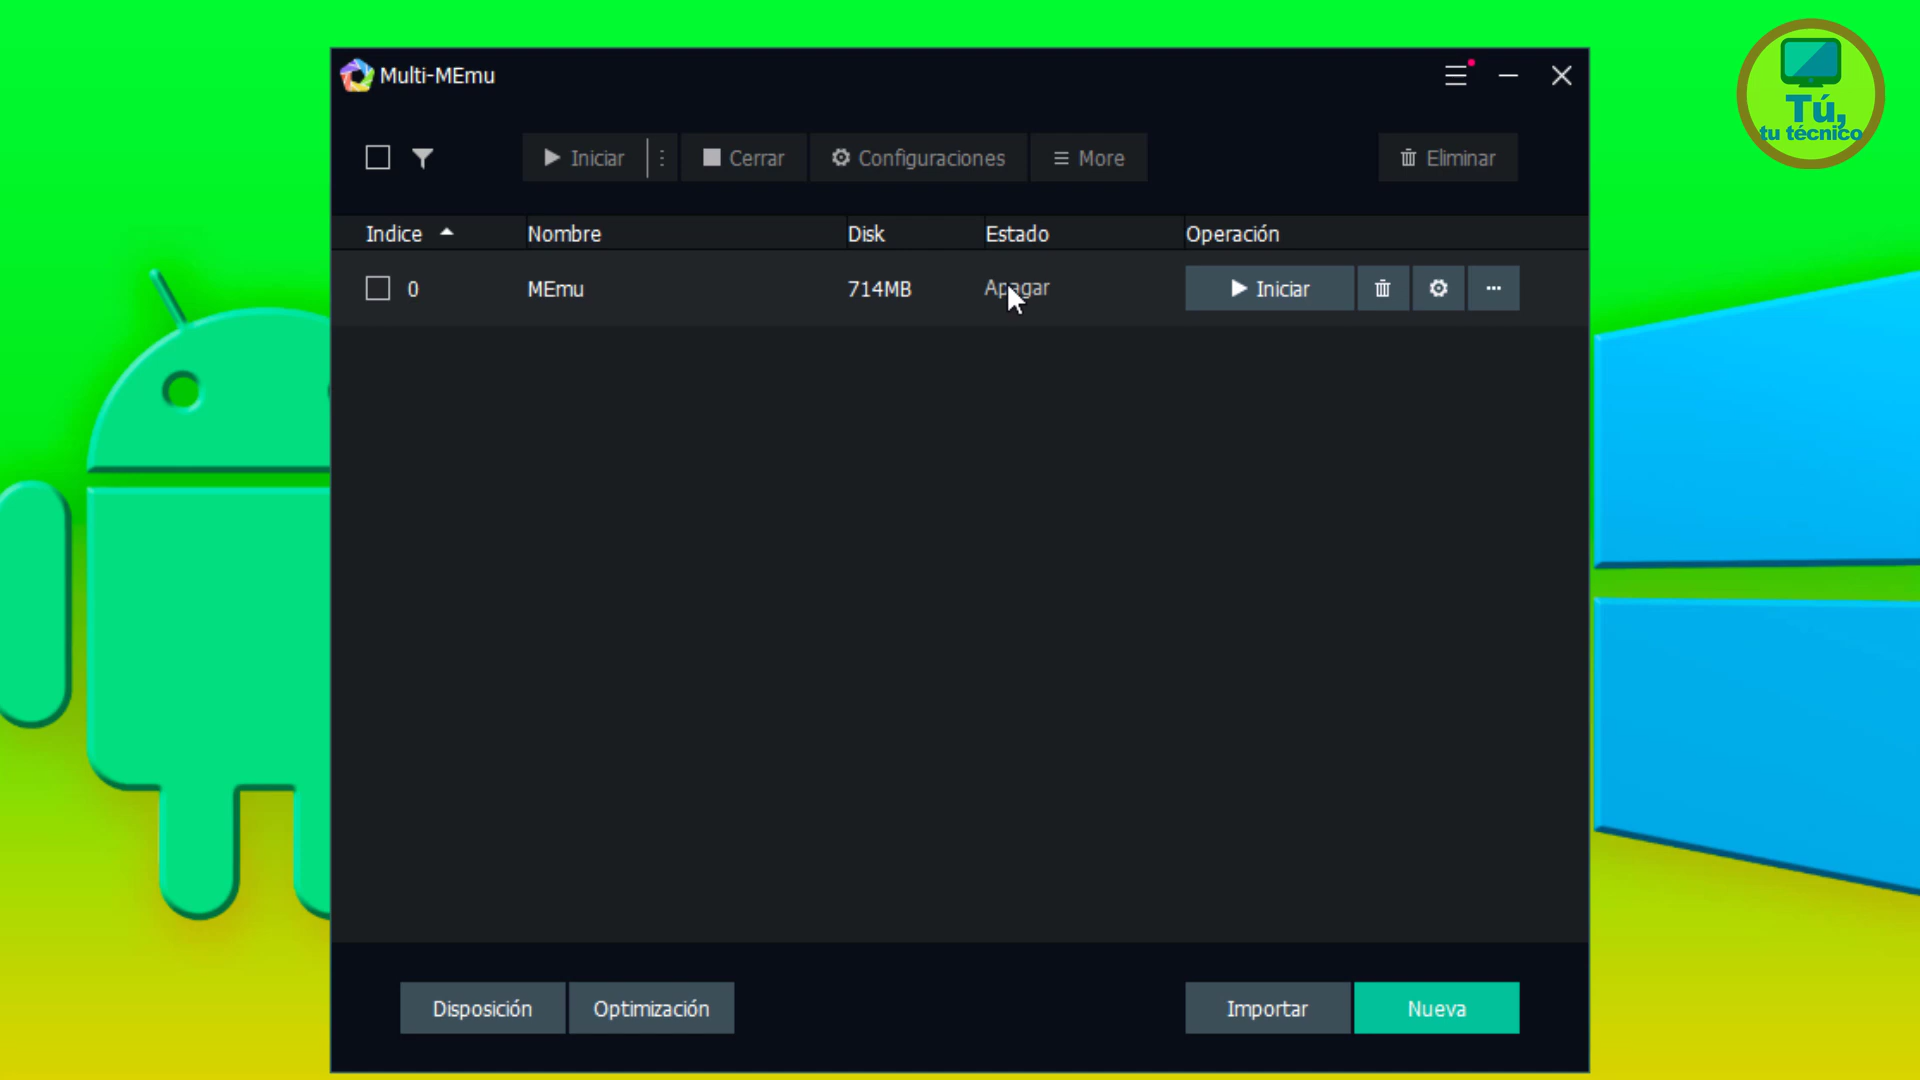 Multi-MEmu
Tú,
tu técnico
Iniciar Cerrar Configuraciones More Eliminar
Indice Nombre Disk Estado Operación
0 MEmu 714MB Apagar Iniciar
Disposición Optimización Importar Nueva